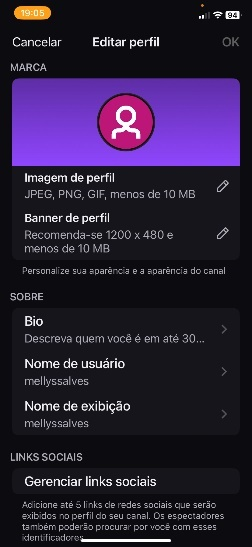 19:05
94
Cancelar
Editar perfil
OK
MARCA
Imagem de perfil
JPEG, PNG, GIF, menos de 10 MB
Banner de perfil
Recomenda-se 1200 x 480 e
menos de 10 MB
Personalize sua aparência e a aparência do canal
SOBRE
Bio
Descreva quem você é em até 30...
Nome de usuário
mellyssalves
Nome de exibição
mellyssalves
LINKS SOCIAIS
Gerenciar links sociais
Adicione até 5 links de redes sociais que serão
exibidos no perfil do seu canal. Os espectadores
também poderão procurar por você com esses
identificadores